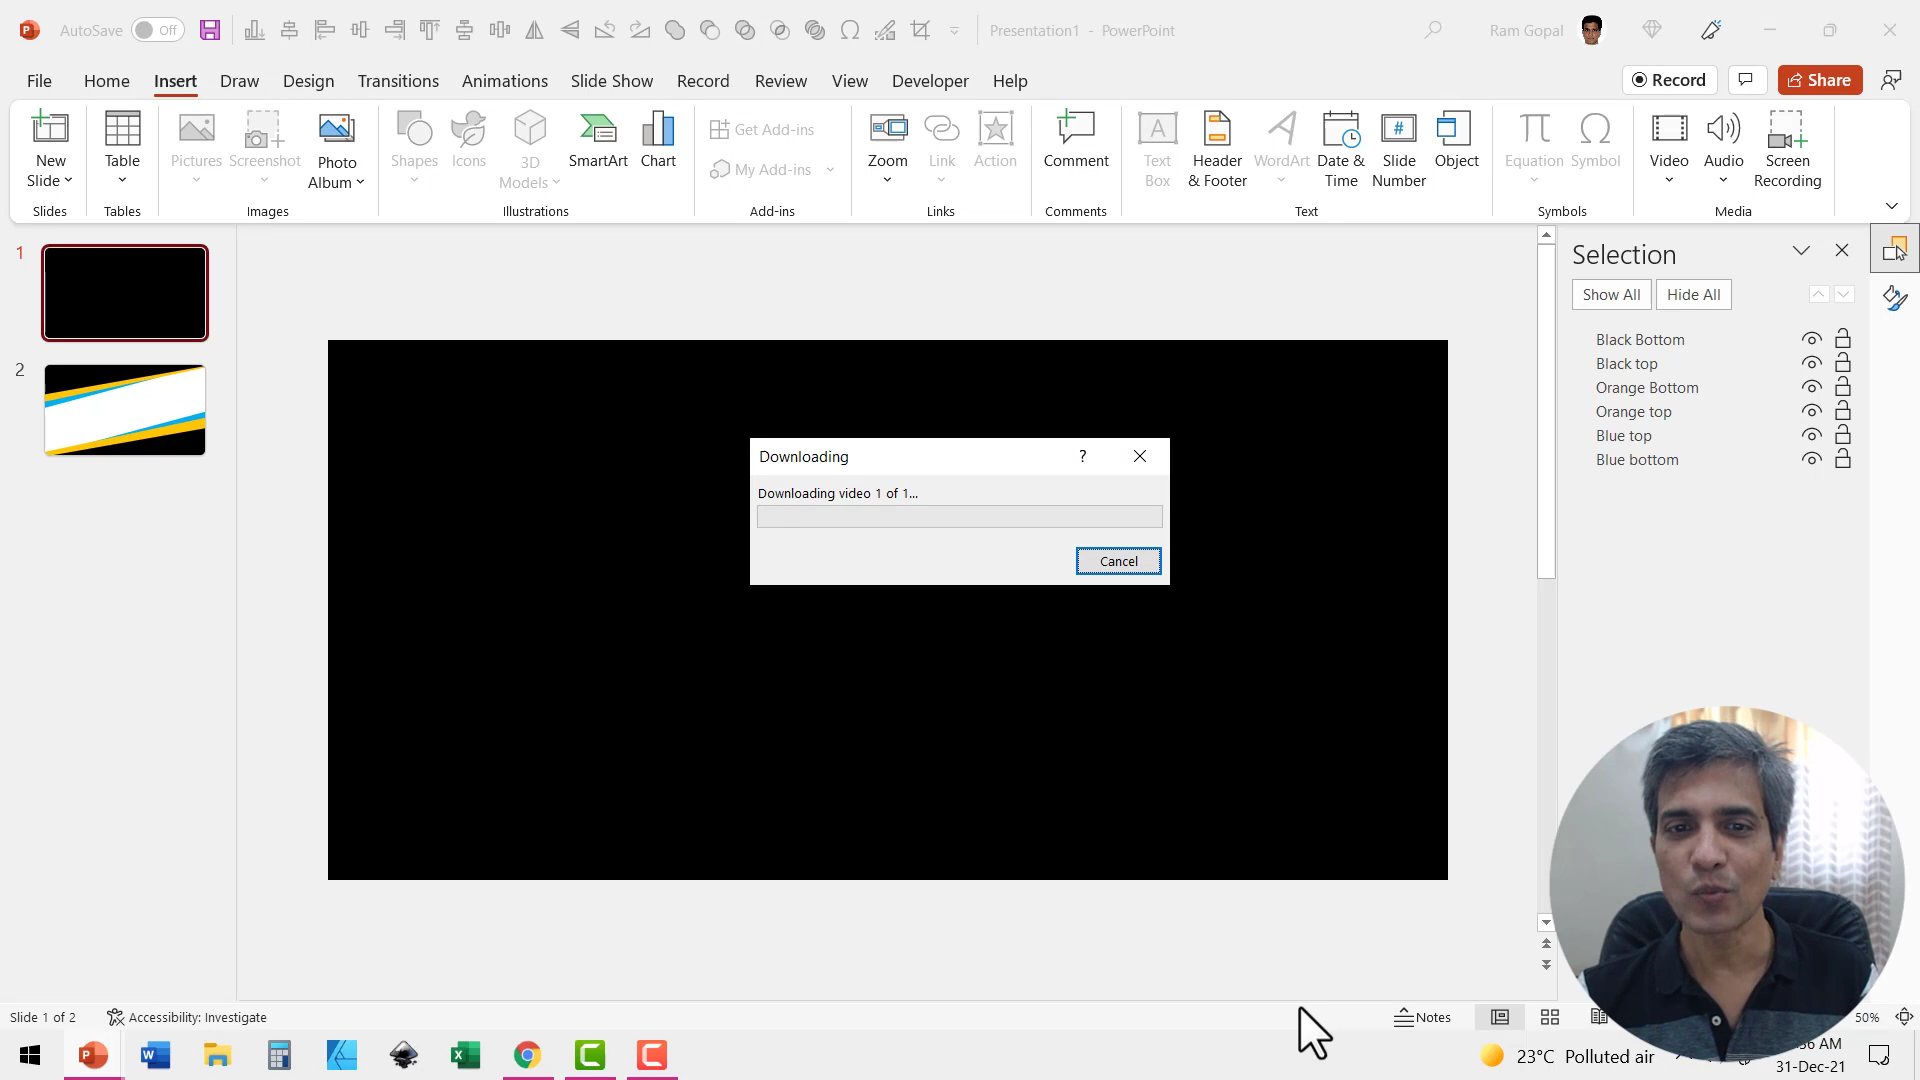 AutoSave Off Presentation1 - PowerPoint Ram Gopal
File Home Insert Draw Design Transitions Animations Slide Show Record Review View Developer Help Record Share
New Slide
Table
Pictures
Screenshot
Photo Album
Shapes
Icons
3D Models
SmartArt
Chart
Get Add-ins
My Add-ins
Zoom
Link
Action
Comment
Text Box
Header & Footer
WordArt
Date & Time
Slide Number
Object
Equation
Symbol
Video
Audio
Screen Recording
Slides Tables Images Illustrations Add-ins Links Comments Text Symbols Media
1
2
Selection
Show All Hide All
Black Bottom
Black top
Orange Bottom
Orange top
Blue top
Blue bottom
Downloading ?
Downloading video 1 of 1...
Cancel
Slide 1 of 2 Accessibility: Investigate Notes 50%
23°C Polluted air AM
31-Dec-21